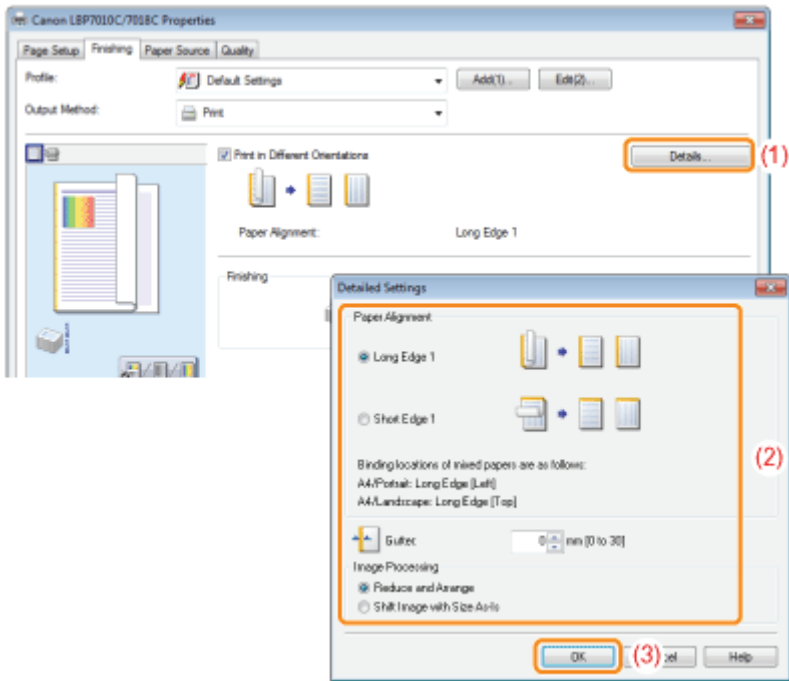 Canon LBP7010C/7018C Properties
Page Setup Finishing Paper Source Quality
Profile: Default Settings Add(1)... Edit(2)...
Output Method: Print
Print in Different Orientations Details... (1)
Paper Alignment: Long Edge 1
Finishing
Detailed Settings
Paper Alignment
Long Edge 1
Short Edge 1
(2)
Binding locations of mixed papers are as follows:
A4/Portrait: Long Edge [Left]
A4/Landscape: Long Edge [Top]
Gutter: 0 mm [0 to 30]
Image Processing
Reduce and Arrange
Shift Image with Size As-Is
OK (3) cel Help